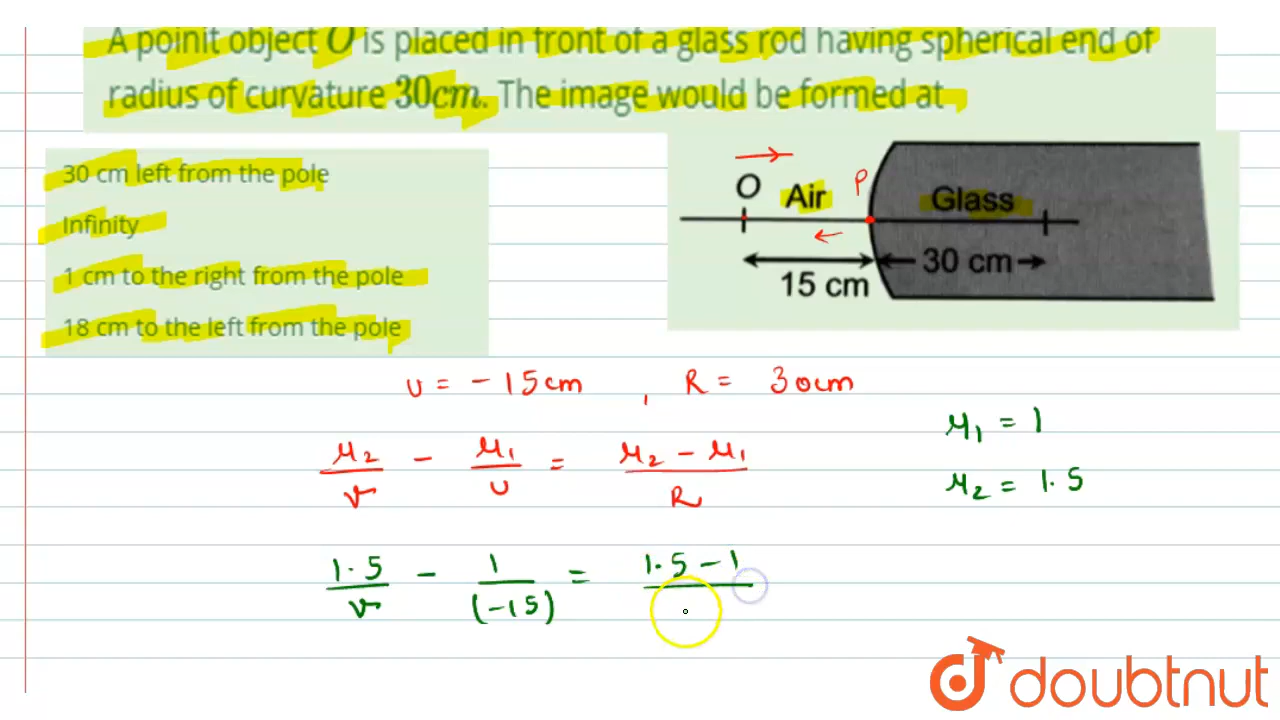 A poinit object O is placed in front of a glass rod having spherical end of
radius of curvature 30cm. The image would be formed at
30 cm left from the pole
Infinity
1 cm to the right from the pole
18 cm to the left from the pole
O Air P Glass
15 cm 30 cm
u = -15cm , R = 30cm
μ1 = 1
μ2/v - μ1/u = μ2 - μ1/R
μ2 = 1.5
1.5/v - 1/(-15) = 1.5 - 1
doubtnut